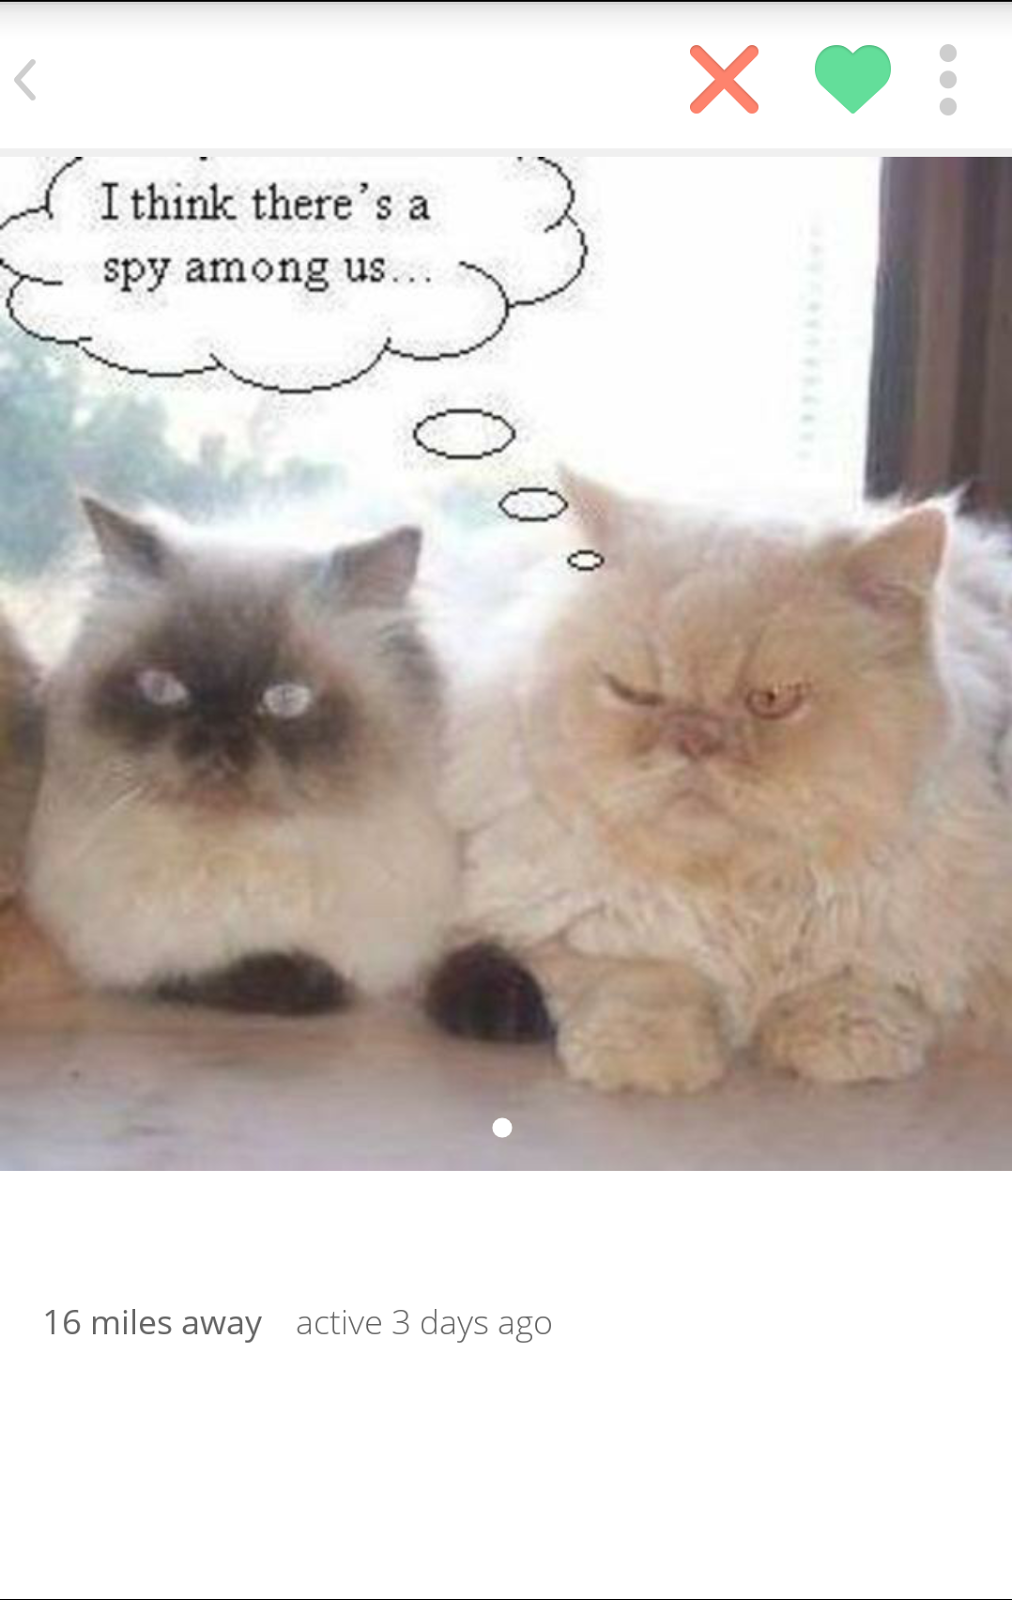 I think there's a
spy among us...
16 miles away active 3 days ago